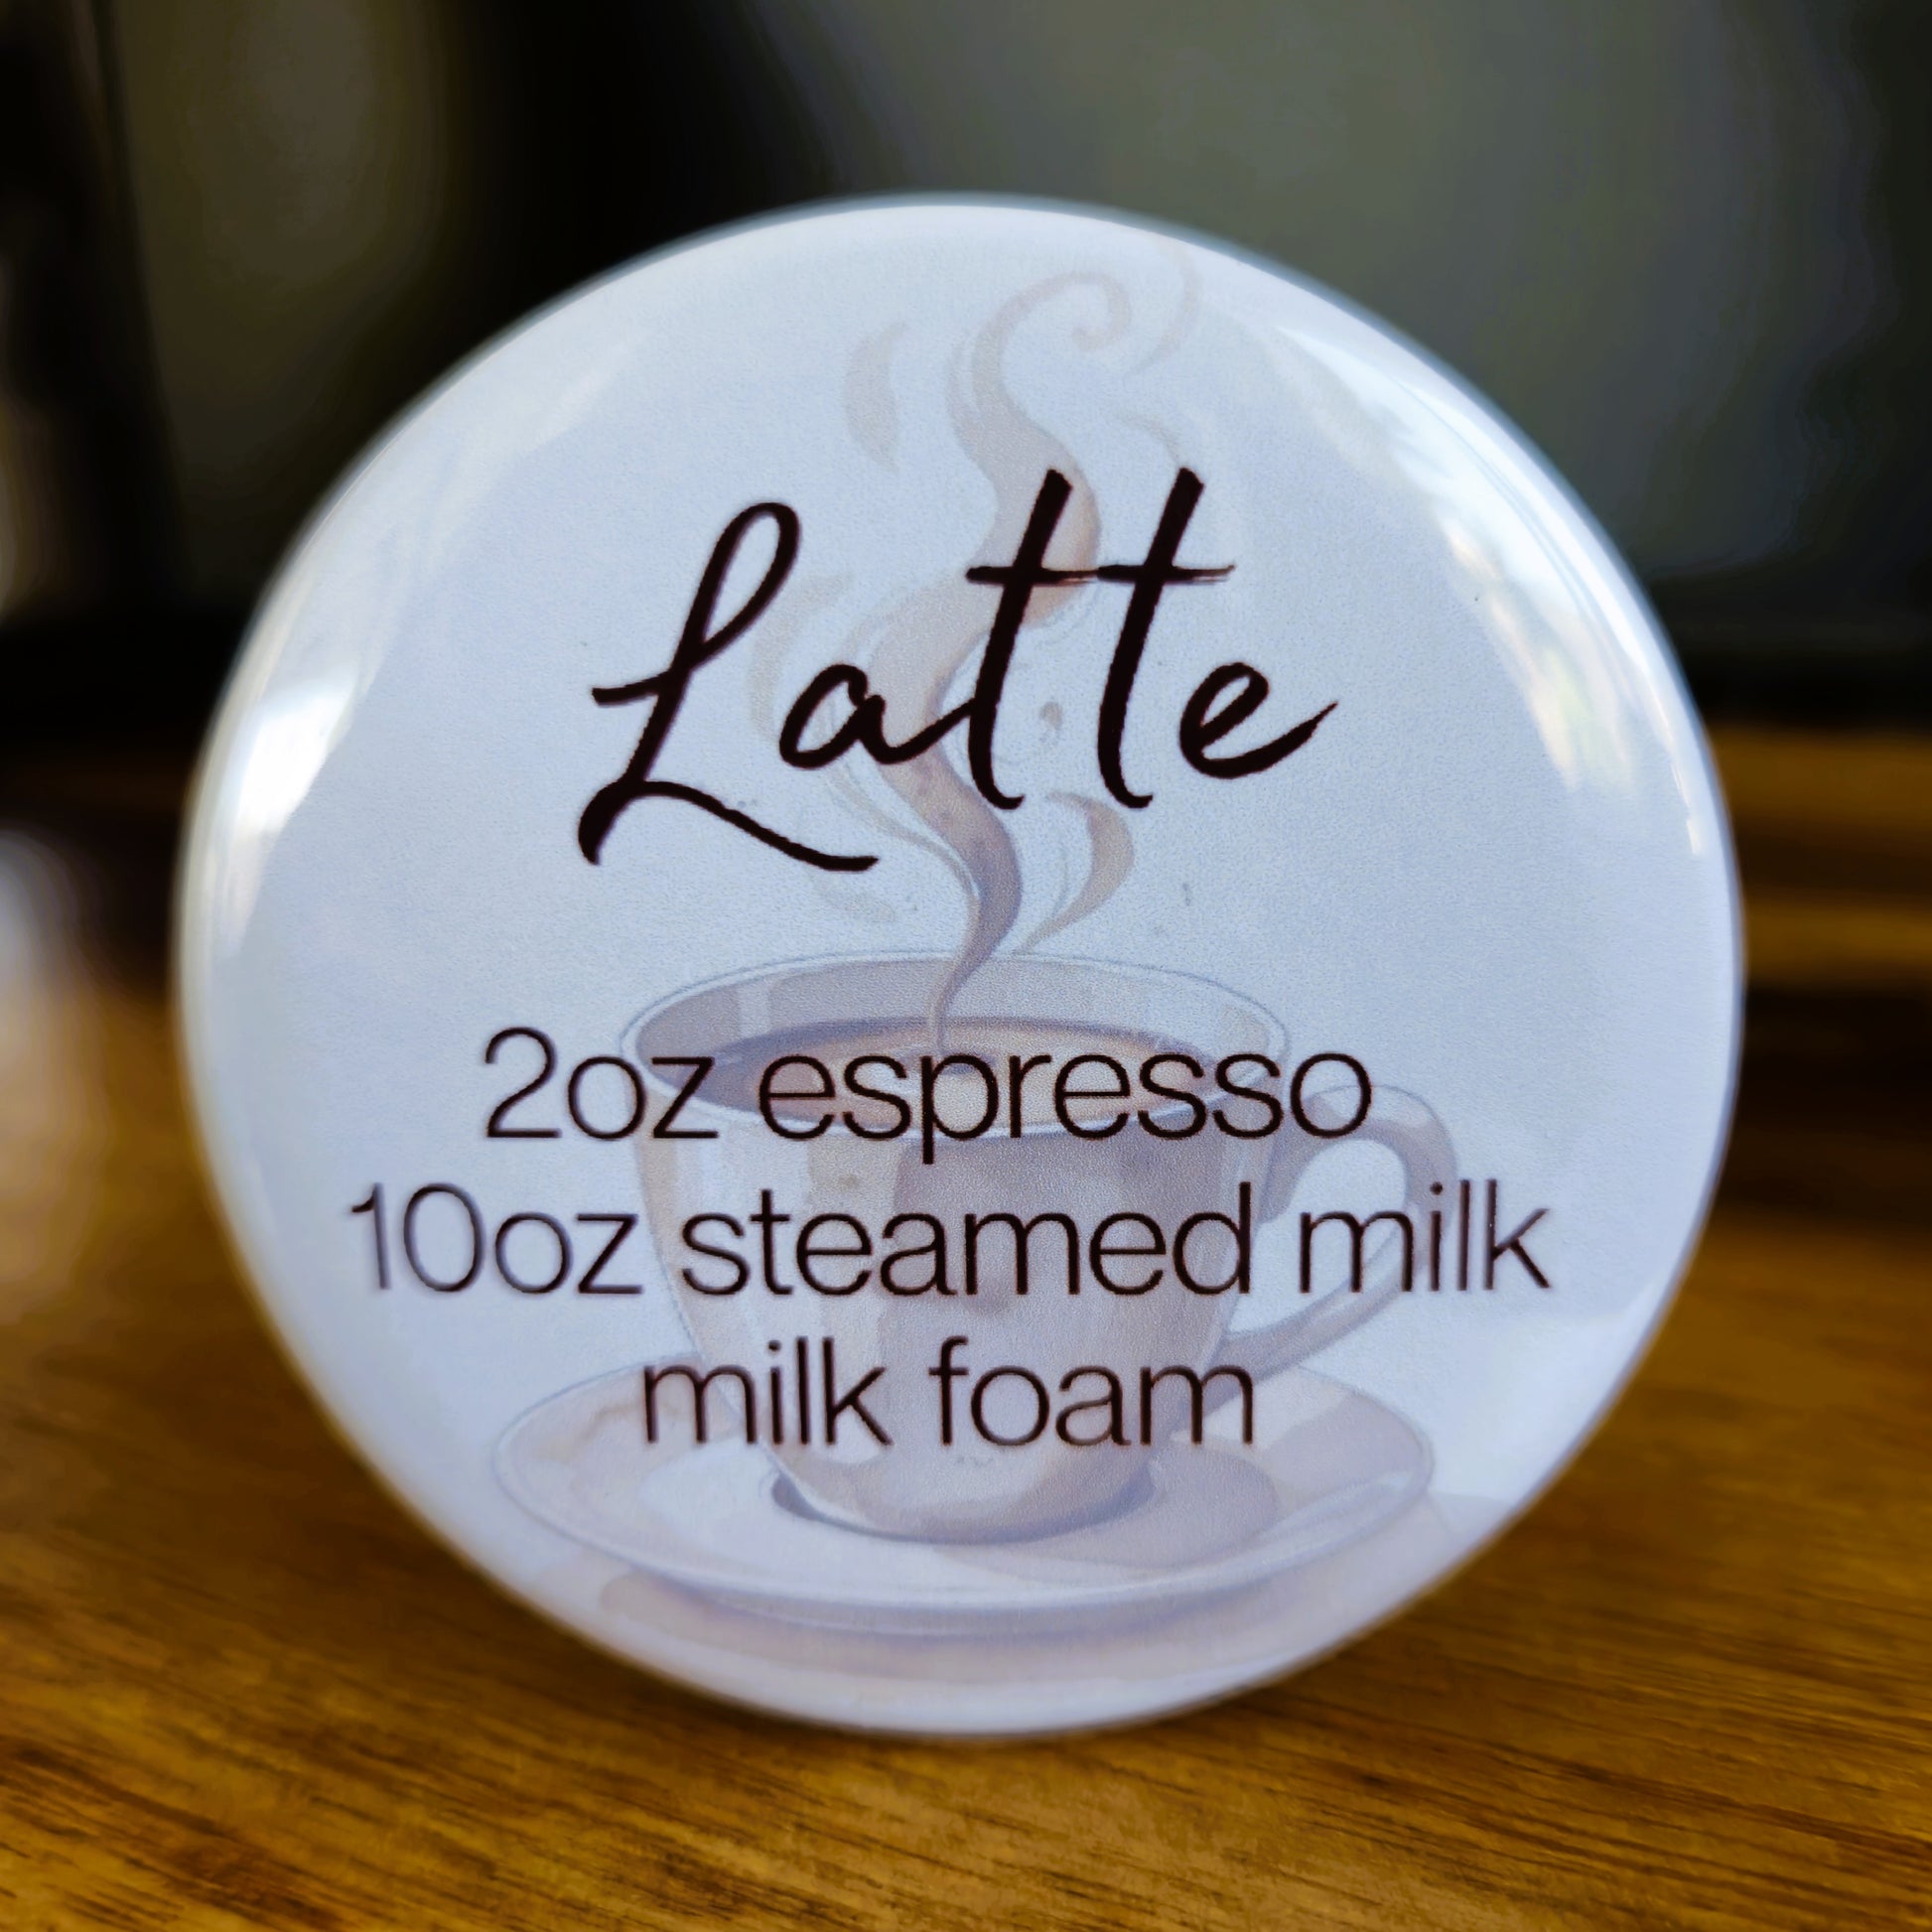 Latte
2oz espresso
10oz steamed milk
milk foam